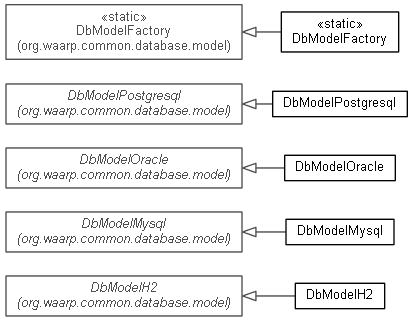 «static»
DbModelFactory
(org.waarp.common.database.model)
«static»
DbModelFactory
DbModelPostgresql
(org.waarp.common.database.model)
DbModelPostgresql
DbModelOracle
(org.waarp.common.database.model)
DbModelOracle
DbModelMysql
(org.waarp.common.database.model)
DbModelMysql
DbModelH2
(org.waarp.common.database.model)
DbModelH2